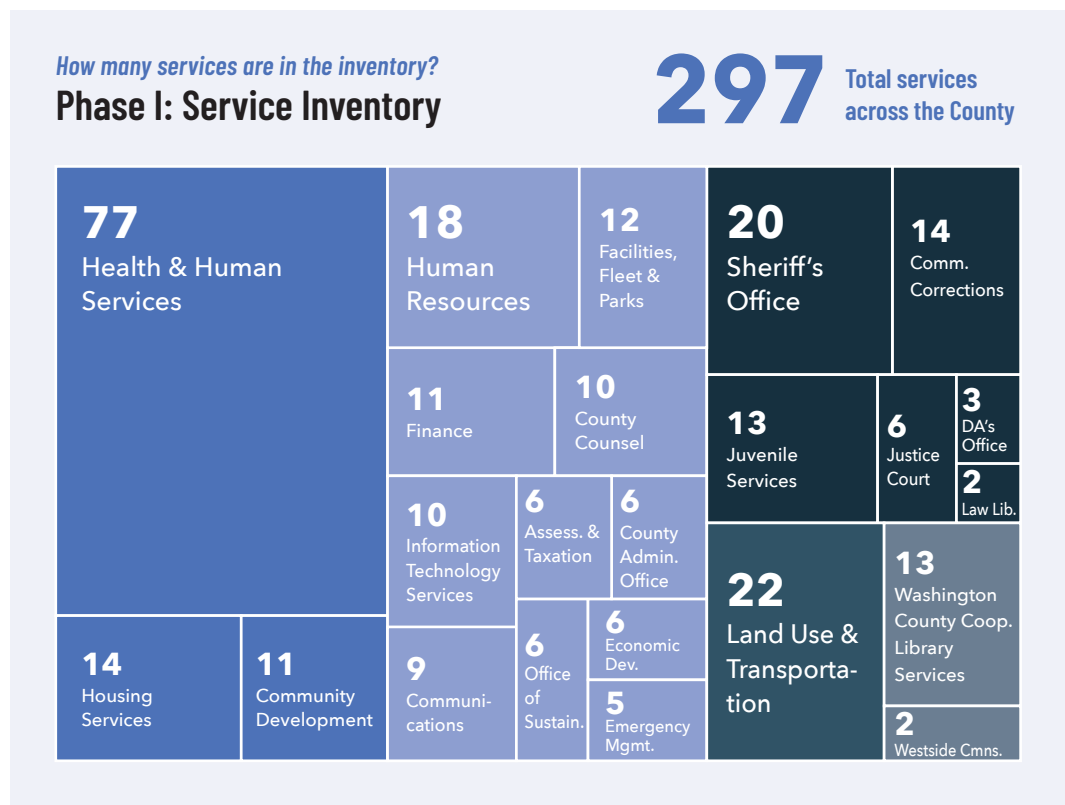 How many services are in the inventory?
Phase I: Service Inventory
297
Total services
across the County
77
Health & Human
Services
14
Housing
Services
11
Community
Development
18
Human
Resources
12
Facilities,
Fleet &
Parks
11
Finance
10
County
Counsel
10
Information
Technology
Services
6
Assess. &
Taxation
6
County
Admin.
Office
9
Communi-
cations
6
Office
of
Sustain.
6
Economic
Dev.
5
Emergency
Mgmt.
20
Sheriff’s
Office
14
Comm.
Corrections
13
Juvenile
Services
6
Justice
Court
3
DA’s
Office
2
Law Lib.
22
Land Use &
Transporta-
tion
13
Washington
County Coop.
Library
Services
2
Westside Cmns.